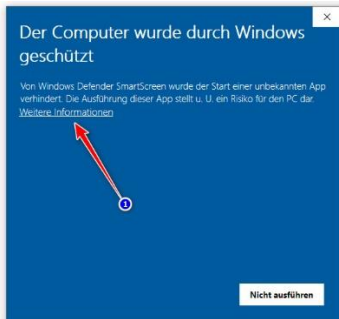 Der Computer wurde durch Windows
geschützt
Von Windows Defender SmartScreen wurde der Start einer unbekannten App
verhindert. Die Ausführung dieser App stellt u. U. ein Risiko für den PC dar.
Weitere Informationen
1
Nicht ausführen